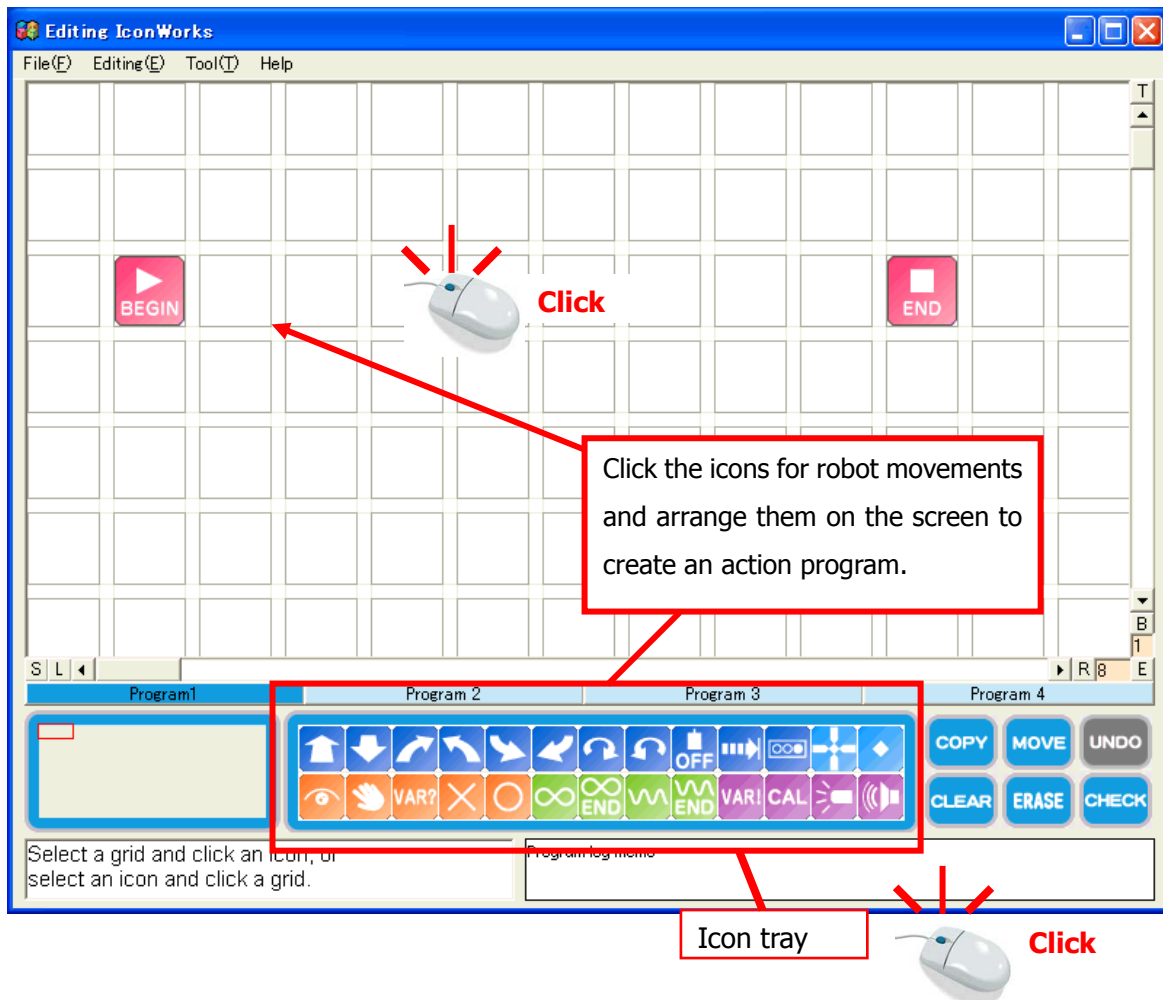 Editing IconWorks
File(F) Editing(E) Tool(T) Help
T
BEGIN
Click
END
Click the icons for robot movements
and arrange them on the screen to
create an action program.
B
1
S L R 8 E
Program1 Program 2 Program 3 Program 4
OFF
COPY MOVE UNDO
VAR? END END VAR! CAL
CLEAR ERASE CHECK
Select a grid and click an icon, or
select an icon and click a grid.
Program log memo
Icon tray
Click